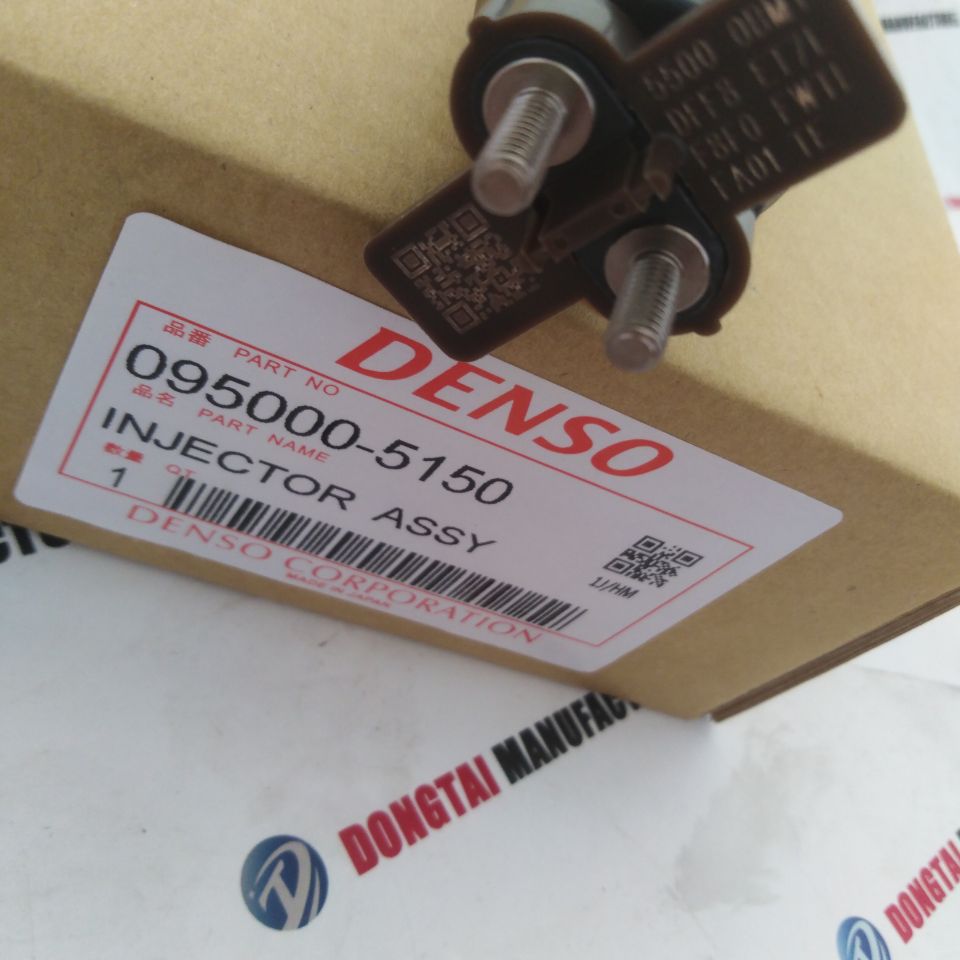 DENSO
品番 PART NO
095000-5150
品名 PART NAME
INJECTOR ASSY
数量 QT
1
1J/HM
DENSO CORPORATION
MADE IN JAPAN
5500
DONGTAI MANUFAC
DONGTAI